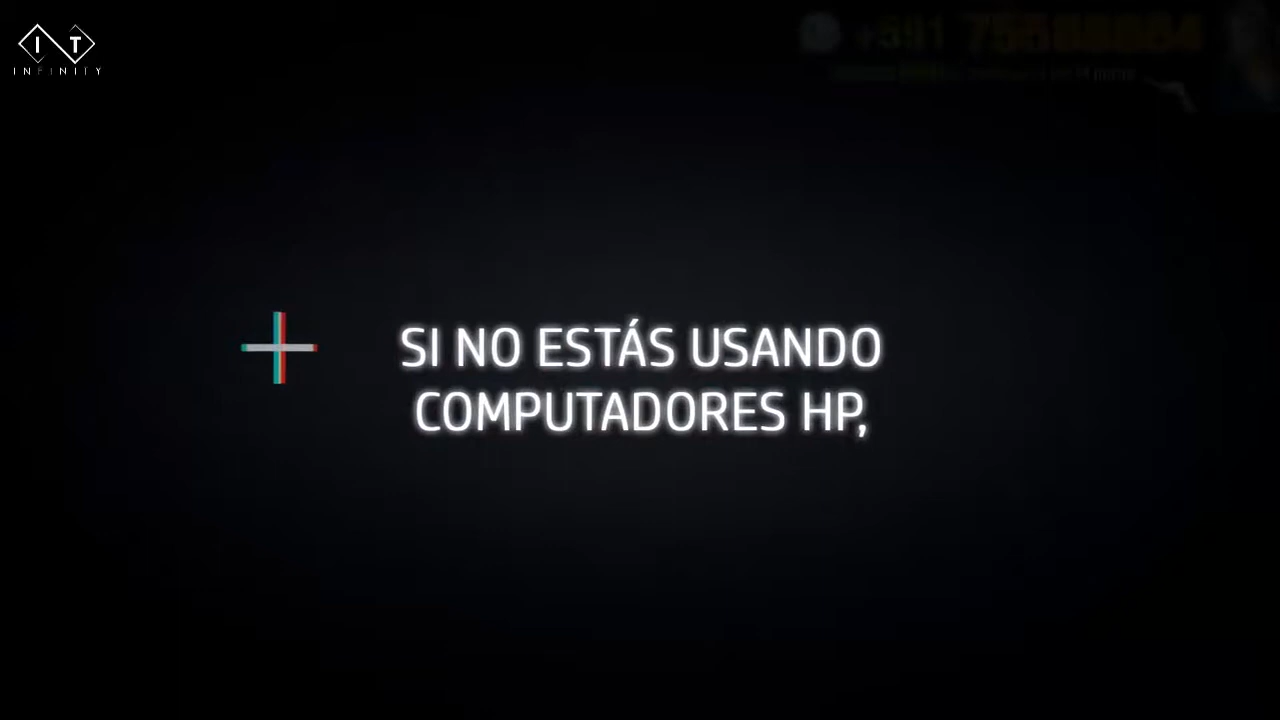 I T
INFINITY
SI NO ESTÁS USANDO
COMPUTADORES HP,